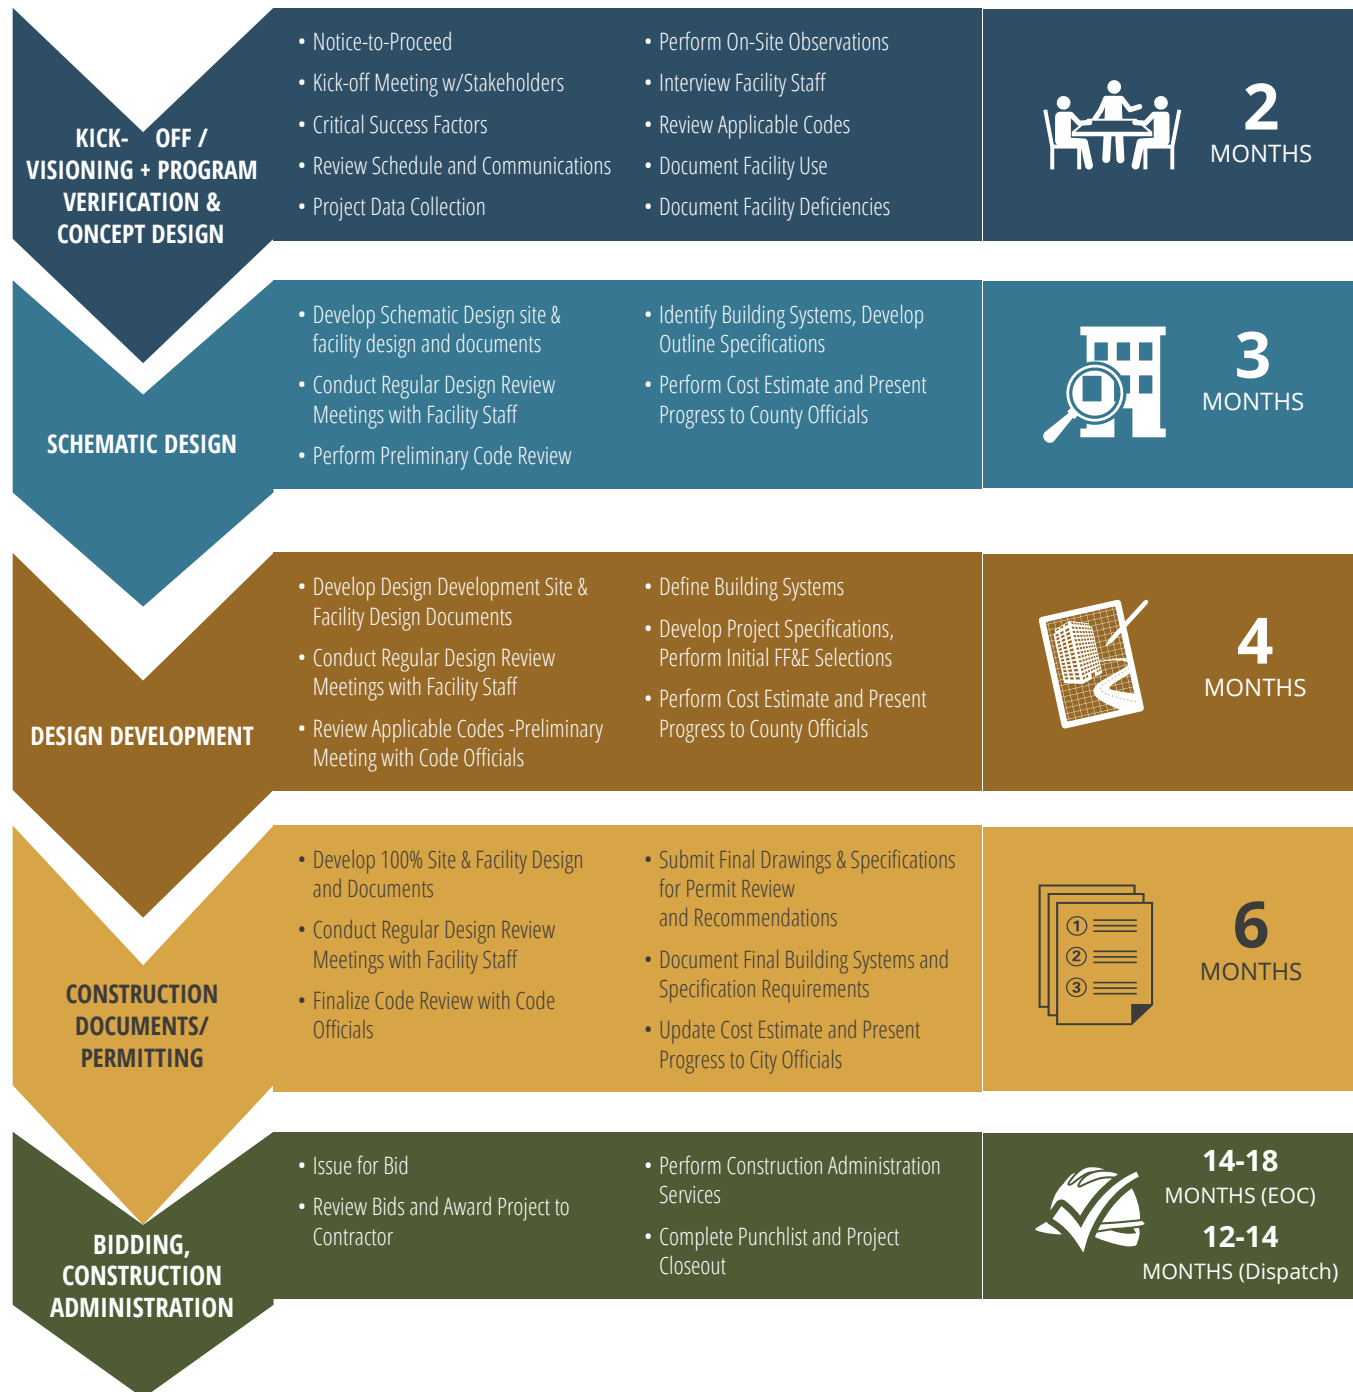 KICK- OFF /
VISIONING + PROGRAM
VERIFICATION &
CONCEPT DESIGN
• Notice-to-Proceed
• Kick-off Meeting w/Stakeholders
• Critical Success Factors
• Review Schedule and Communications
• Project Data Collection
• Perform On-Site Observations
• Interview Facility Staff
• Review Applicable Codes
• Document Facility Use
• Document Facility Deficiencies
2
MONTHS
SCHEMATIC DESIGN
• Develop Schematic Design site &
facility design and documents
• Conduct Regular Design Review
Meetings with Facility Staff
• Perform Preliminary Code Review
• Identify Building Systems, Develop
Outline Specifications
• Perform Cost Estimate and Present
Progress to County Officials
3
MONTHS
DESIGN DEVELOPMENT
• Develop Design Development Site &
Facility Design Documents
• Conduct Regular Design Review
Meetings with Facility Staff
• Review Applicable Codes -Preliminary
Meeting with Code Officials
• Define Building Systems
• Develop Project Specifications,
Perform Initial FF&E Selections
• Perform Cost Estimate and Present
Progress to County Officials
4
MONTHS
CONSTRUCTION
DOCUMENTS/
PERMITTING
• Develop 100% Site & Facility Design
and Documents
• Conduct Regular Design Review
Meetings with Facility Staff
• Finalize Code Review with Code
Officials
• Submit Final Drawings & Specifications
for Permit Review
and Recommendations
• Document Final Building Systems and
Specification Requirements
• Update Cost Estimate and Present
Progress to City Officials
1
2
3
6
MONTHS
BIDDING,
CONSTRUCTION
ADMINISTRATION
• Issue for Bid
• Review Bids and Award Project to
Contractor
• Perform Construction Administration
Services
• Complete Punchlist and Project
Closeout
14-18
MONTHS (EOC)
12-14
MONTHS (Dispatch)